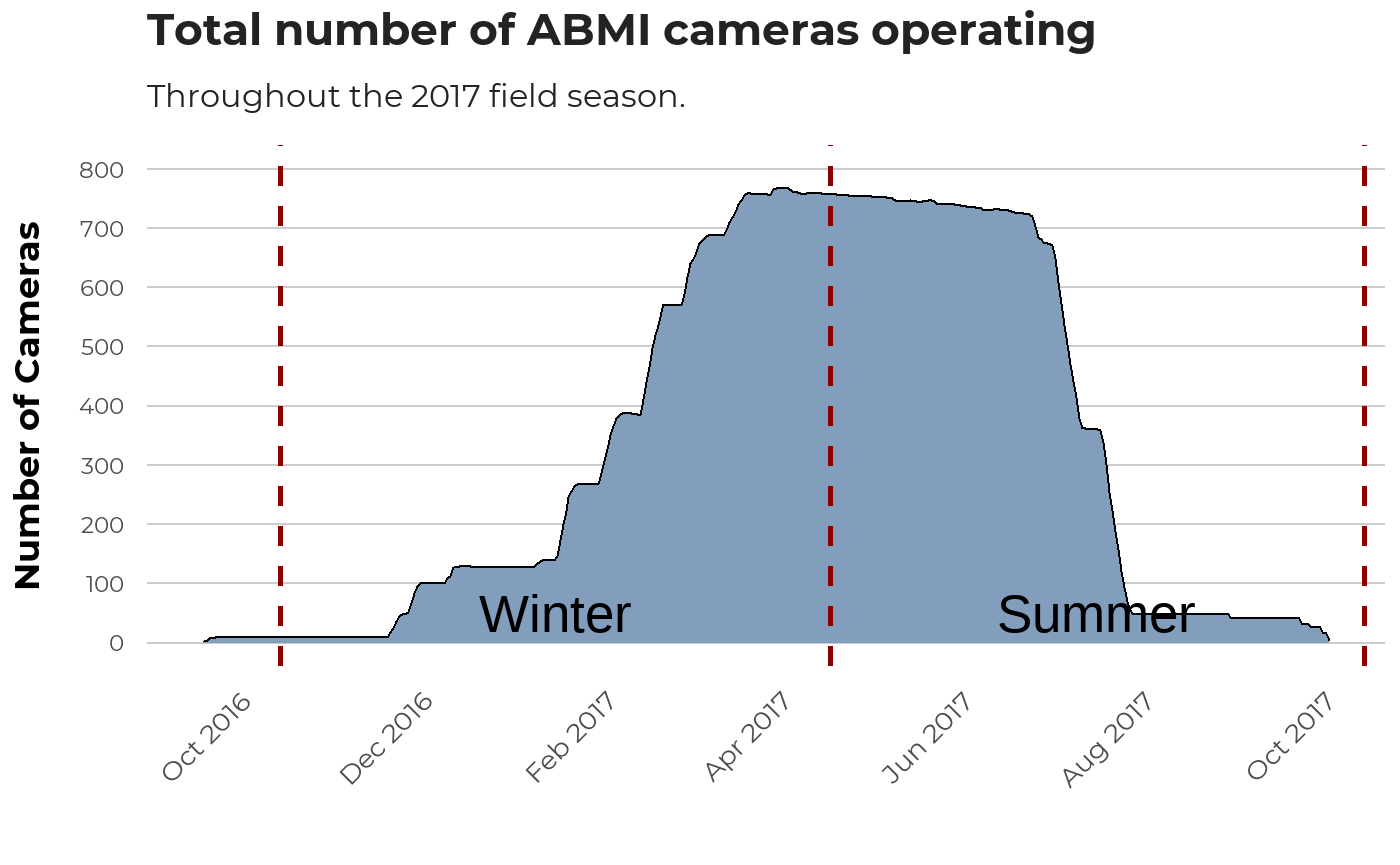 Total number of ABMI cameras operating
Throughout the 2017 field season.
Number of Cameras
800
700
600
500
400
300
200
100
0
Winter
Summer
Oct 2016
Dec 2016
Feb 2017
Apr 2017
Jun 2017
Aug 2017
Oct 2017